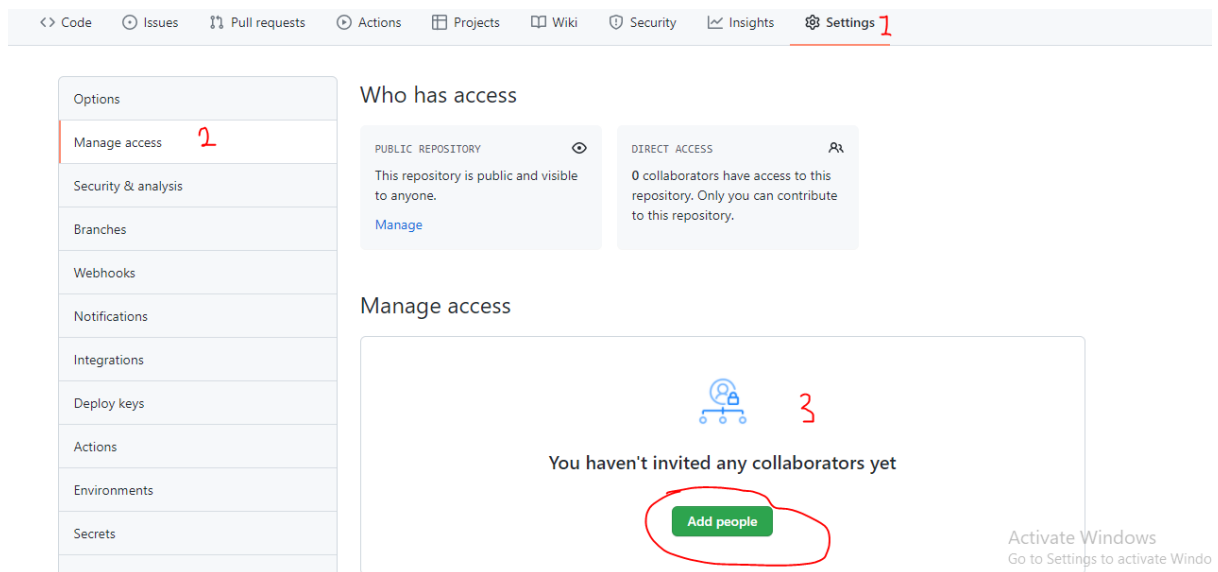 Code Issues Pull requests Actions Projects Wiki Security Insights Settings 1
Options
Manage access 2
Security & analysis
Branches
Webhooks
Notifications
Integrations
Deploy keys
Actions
Environments
Secrets
Who has access
PUBLIC REPOSITORY
This repository is public and visible
to anyone.
Manage
DIRECT ACCESS
0 collaborators have access to this
repository. Only you can contribute
to this repository.
Manage access
3
You haven't invited any collaborators yet
Add people
Activate Windows
Go to Settings to activate Windo